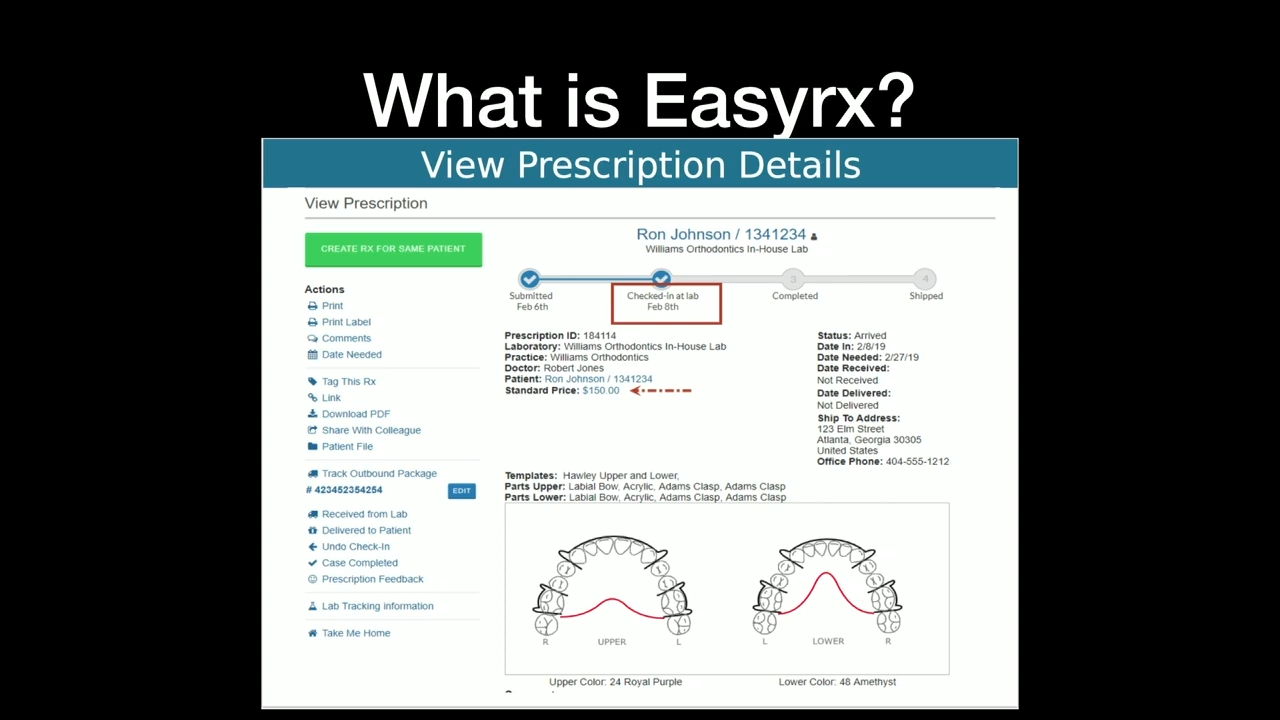 What is Easyrx?
View Prescription Details
View Prescription
CREATE RX FOR SAME PATIENT
Actions
Print
Print Label
Comments
Date Needed
Tag This Rx
Link
Download PDF
Share With Colleague
Patient File
Track Outbound Package
# 423452354254 EDIT
Received from Lab
Delivered to Patient
Undo Check-In
Case Completed
Prescription Feedback
Lab Tracking information
Take Me Home
Ron Johnson / 1341234
Williams Orthodontics In-House Lab
3 4
Submitted Checked-in at lab Completed Shipped
Feb 6th Feb 8th
Prescription ID: 184114
Laboratory: Williams Orthodontics In-House Lab
Practice: Williams Orthodontics
Doctor: Robert Jones
Patient: Ron Johnson / 1341234
Standard Price: $150.00
Status: Arrived
Date In: 2/8/19
Date Needed: 2/27/19
Date Received:
Not Received
Date Delivered:
Not Delivered
Ship To Address:
123 Elm Street
Atlanta, Georgia 30305
United States
Office Phone: 404-555-1212
Templates: Hawley Upper and Lower,
Parts Upper: Labial Bow, Acrylic, Adams Clasp, Adams Clasp
Parts Lower: Labial Bow, Acrylic, Adams Clasp, Adams Clasp
R UPPER L L LOWER R
Upper Color: 24 Royal Purple Lower Color: 48 Amethyst